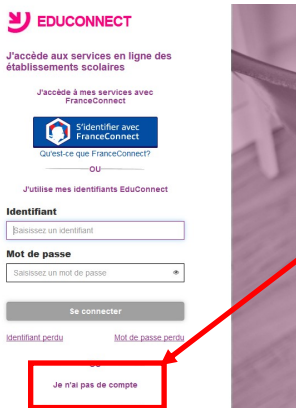 EDUCONNECT
J'accède aux services en ligne des
établissements scolaires
J'accède à mes services avec
FranceConnect
S'identifier avec
FranceConnect
Qu'est-ce que FranceConnect?
OU
J'utilise mes identifiants EduConnect
Identifiant
Saisissez un identifiant
Mot de passe
Saisissez un mot de passe
Se connecter
Identifiant perdu Mot de passe perdu
Je n'ai pas de compte